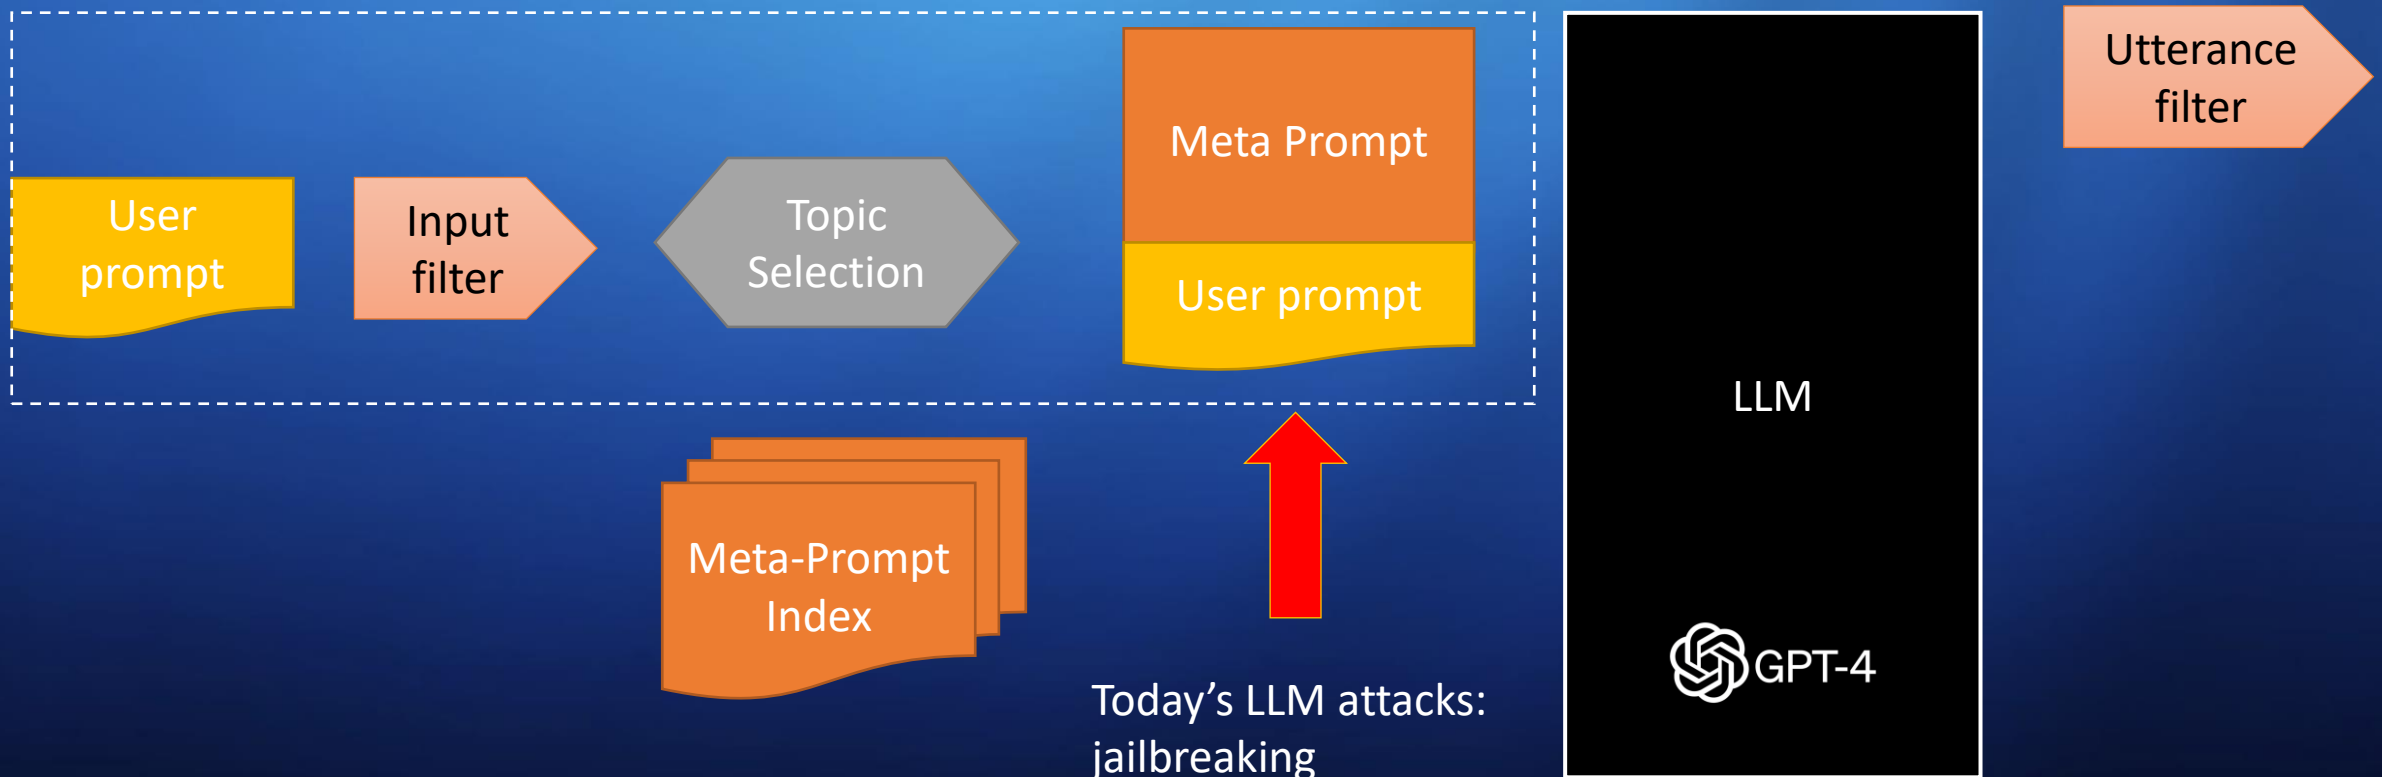 User
prompt
Input
filter
Topic
Selection
Meta Prompt
User prompt
Meta-Prompt
Index
Today’s LLM attacks:
jailbreaking
LLM
GPT-4
Utterance
filter